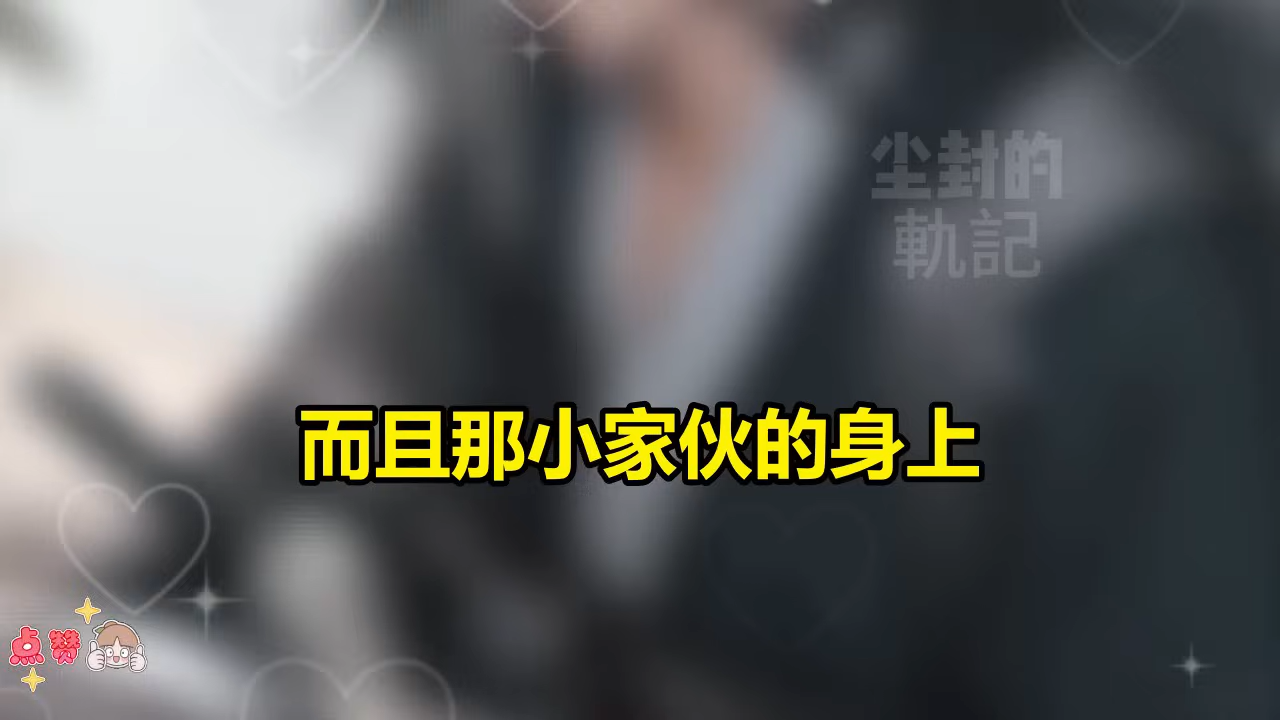 尘封的
軌記
而且那小家伙的身上
点赞